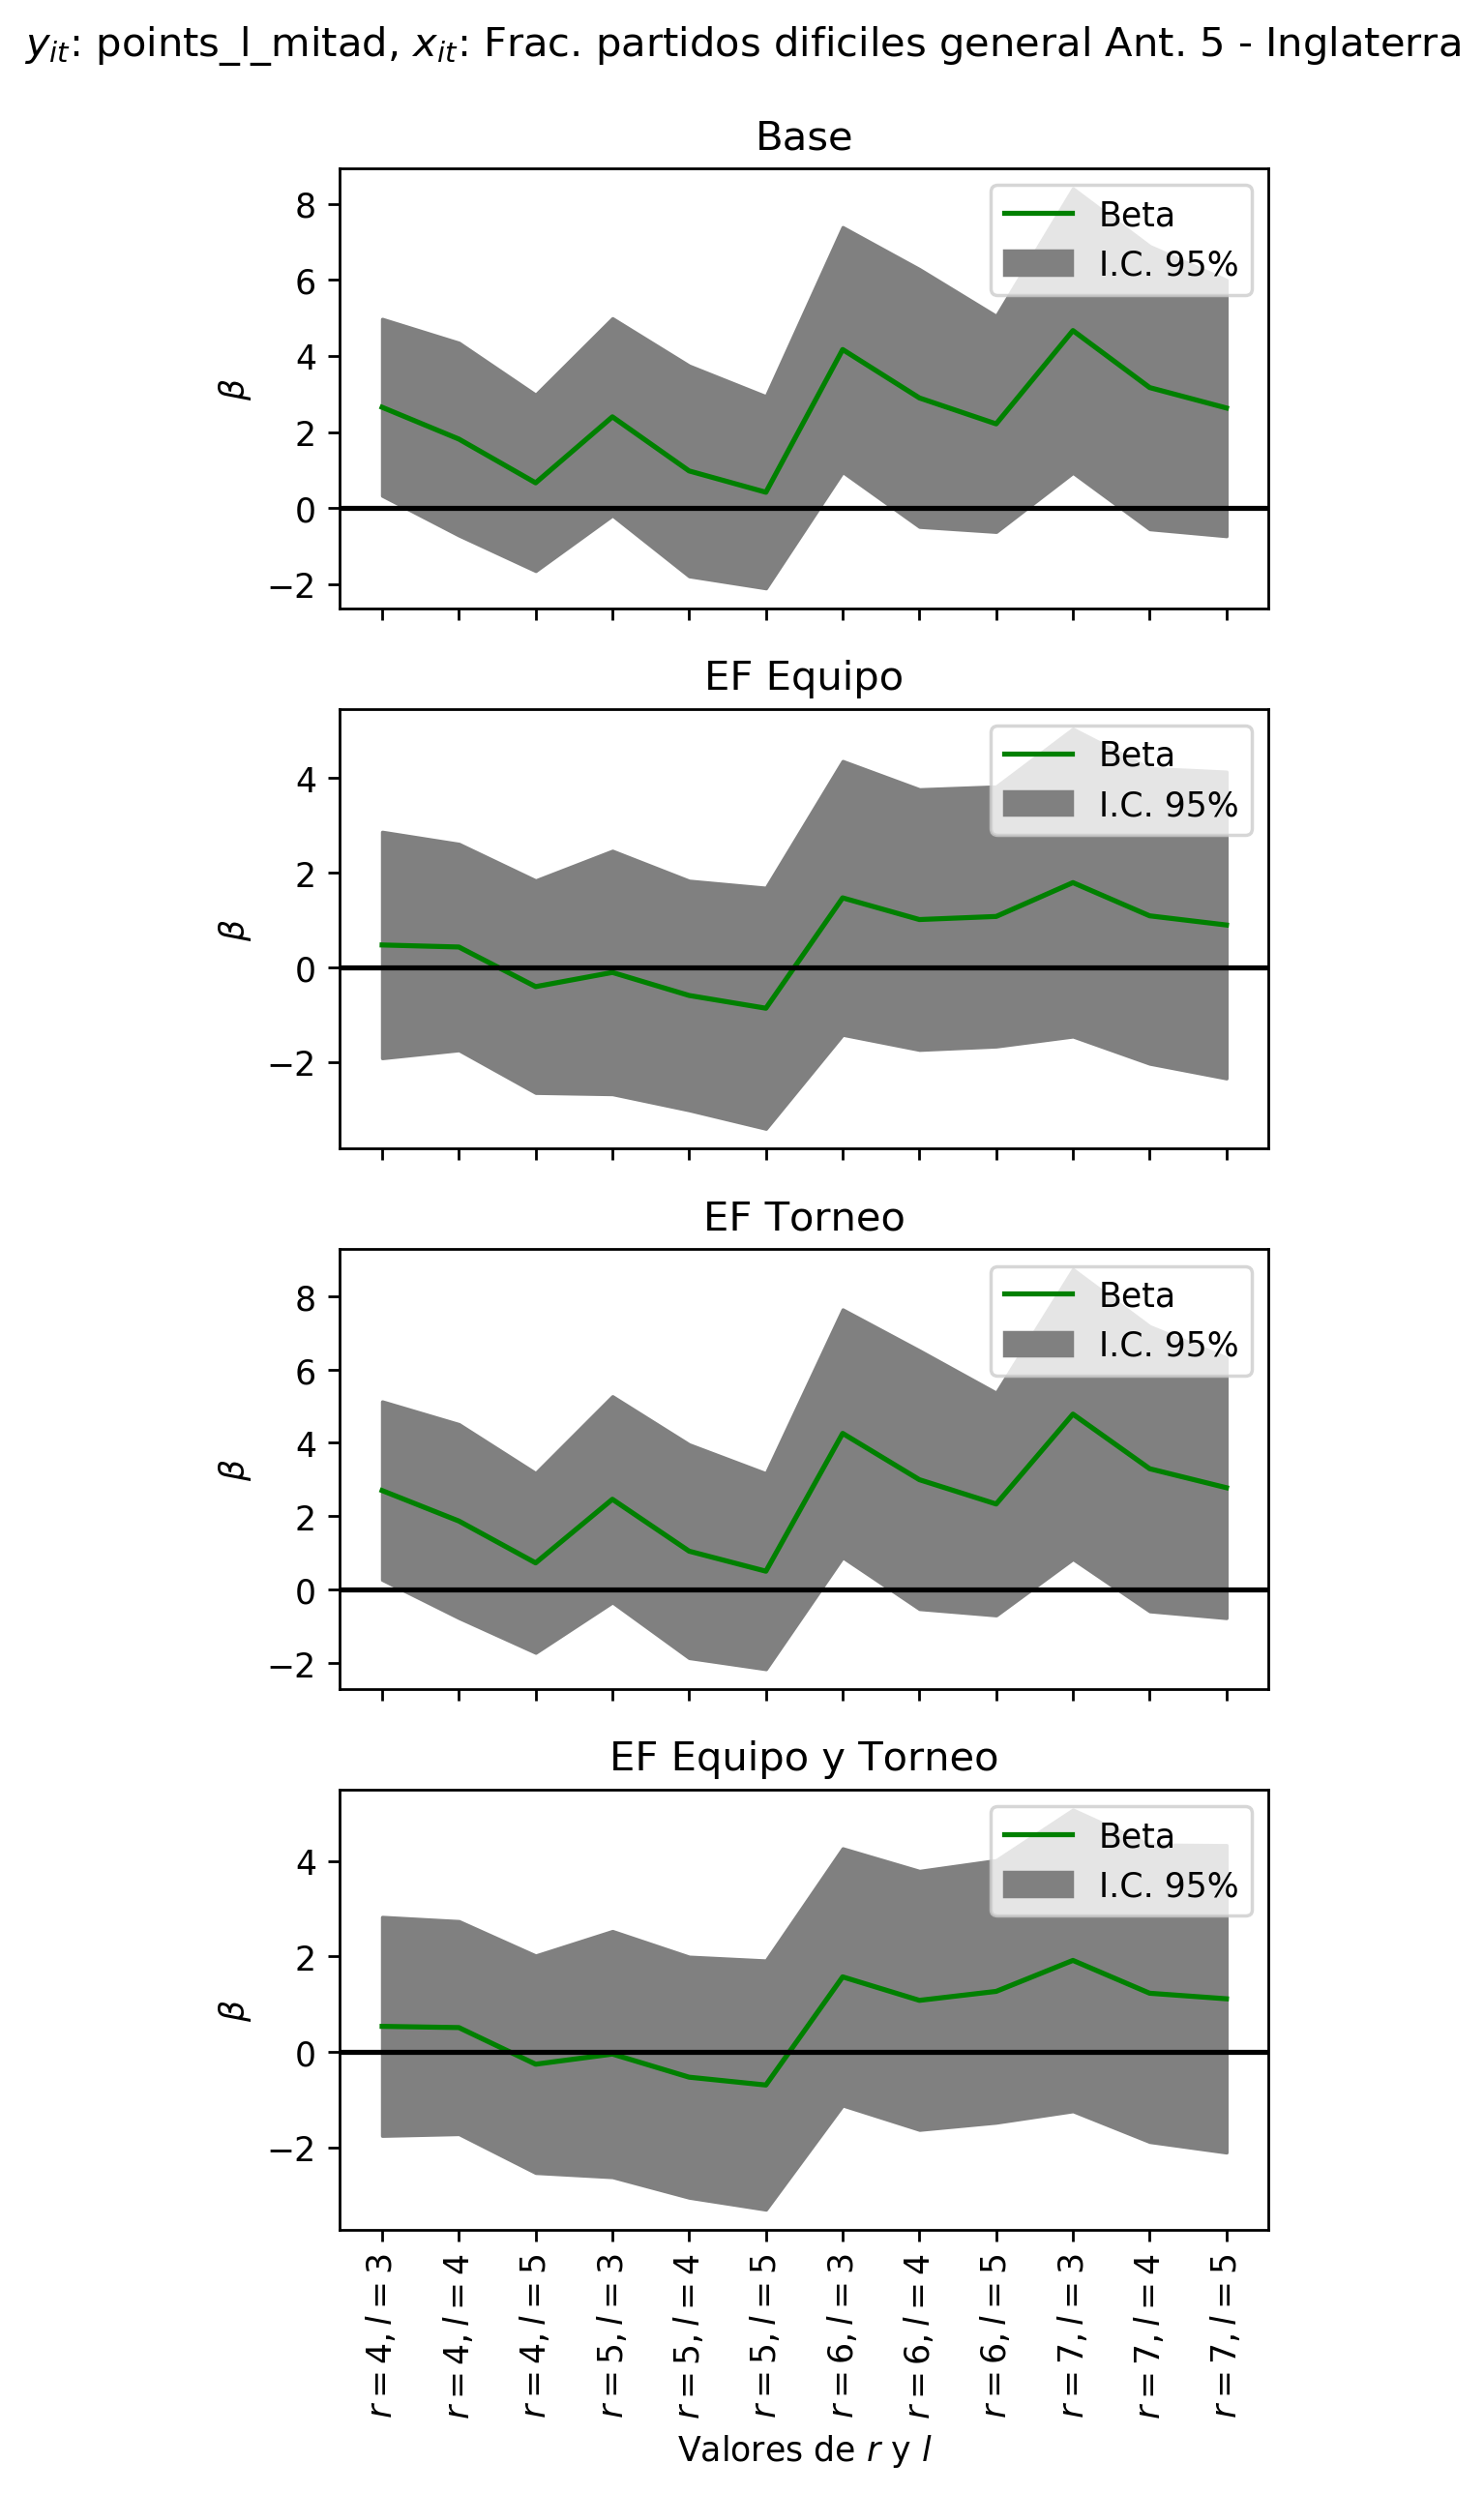 y_it: points_l_mitad, x_it: Frac. partidos dificiles general Ant. 5 - Inglaterra
Base
8
6
4
2
0
−2
β
Beta
I.C. 95%
EF Equipo
4
2
0
−2
β
Beta
I.C. 95%
EF Torneo
8
6
4
2
0
−2
β
Beta
I.C. 95%
EF Equipo y Torneo
4
2
0
−2
β
Beta
I.C. 95%
r = 4, l = 3
r = 4, l = 4
r = 4, l = 5
r = 5, l = 3
r = 5, l = 4
r = 5, l = 5
r = 6, l = 3
r = 6, l = 4
r = 6, l = 5
r = 7, l = 3
r = 7, l = 4
r = 7, l = 5
Valores de r y l